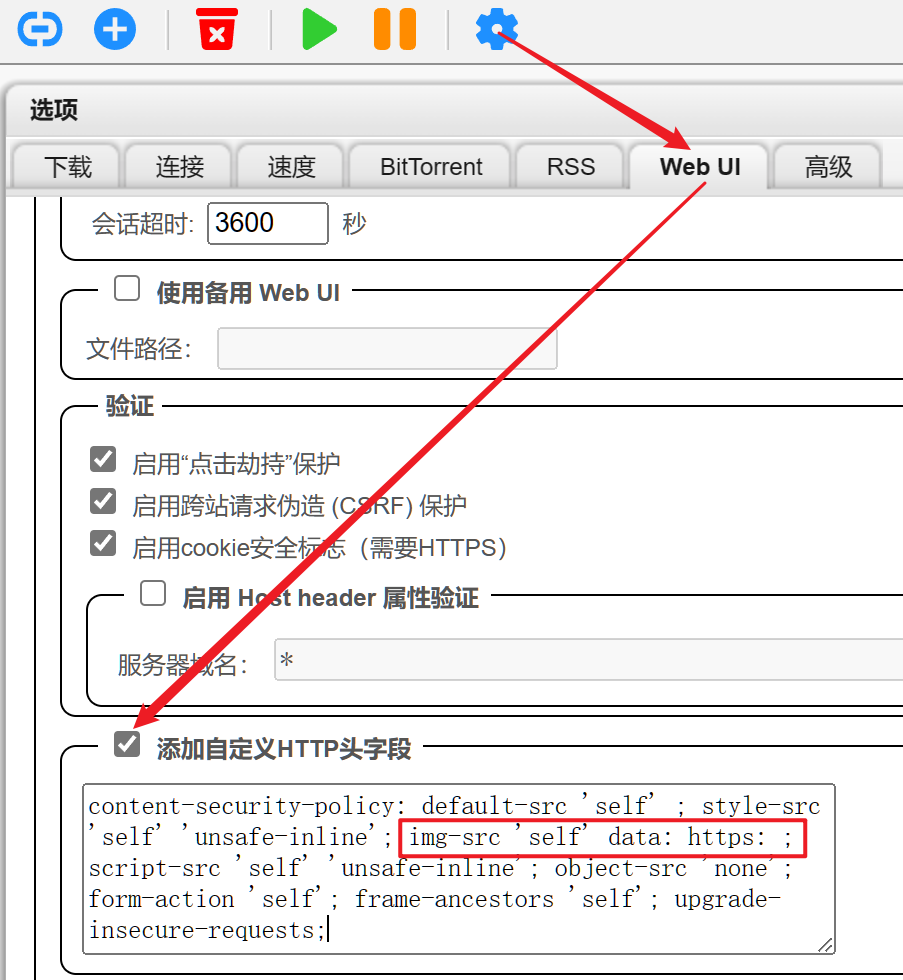 选项
下载 连接 速度 BitTorrent RSS Web UI 高级
会话超时: 3600 秒
使用备用 Web UI
文件路径:
验证
启用“点击劫持”保护
启用跨站请求伪造 (CSRF) 保护
启用cookie安全标志（需要HTTPS）
启用 Host header 属性验证
服务器域名: *
添加自定义HTTP头字段
content-security-policy: default-src 'self' ; style-src
'self' 'unsafe-inline'; img-src 'self' data: https: ;
script-src 'self' 'unsafe-inline'; object-src 'none';
form-action 'self'; frame-ancestors 'self'; upgrade-
insecure-requests;